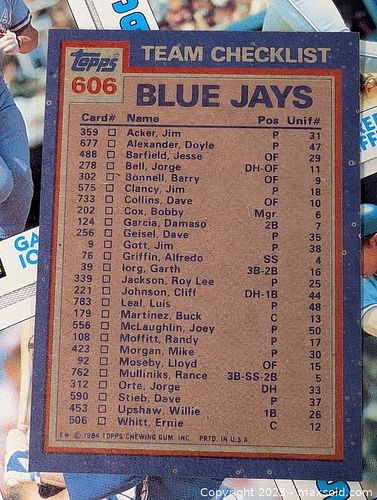 Topps TEAM CHECKLIST
606 BLUE JAYS
Card# Name Pos Unif#
359 □ Acker, Jim P 31
677 □ Alexander, Doyle P 47
488 □ Barfield, Jesse OF 29
278 □ Bell, Jorge DH-OF 11
302 □ Bonnell, Barry OF 9
575 □ Clancy, Jim P 18
733 □ Collins, Dave OF 10
202 □ Cox, Bobby Mgr. 6
124 □ Garcia, Damaso 2B 7
256 □ Geisel, Dave P 35
9 □ Gott, Jim P 38
76 □ Griffin, Alfredo SS 4
39 □ Iorg, Garth 3B-2B 16
339 □ Jackson, Roy Lee P 25
221 □ Johnson, Cliff DH-1B 44
783 □ Leal, Luis P 48
179 □ Martinez, Buck C 13
556 □ McLaughlin, Joey P 50
108 □ Moffitt, Randy P 17
423 □ Morgan, Mike P 30
92 □ Moseby, Lloyd OF 15
762 □ Mulliniks, Rance 3B-SS-2B 5
312 □ Orta, Jorge DH 33
590 □ Stieb, Dave P 37
453 □ Upshaw, Willie 1B 26
506 □ Whitt, Ernie C 12
© 1984 TOPPS CHEWING GUM, INC. PRTD. IN U.S.A.
Copyright 2025 - maxsold.com